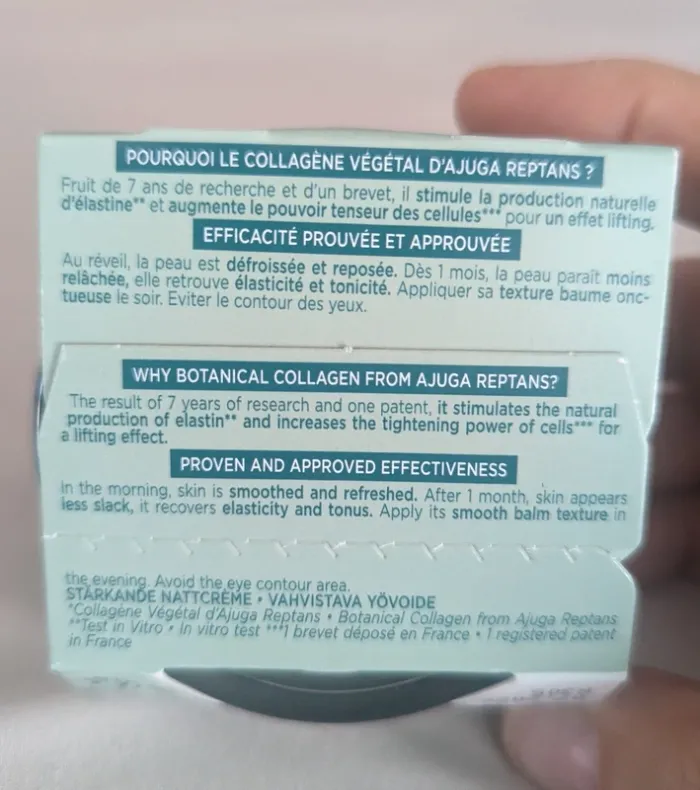 POURQUOI LE COLLAGÈNE VÉGÉTAL D'AJUGA REPTANS ?
Fruit de 7 ans de recherche et d'un brevet, il stimule la production naturelle
d'élastine** et augmente le pouvoir tenseur des cellules*** pour un effet lifting.
EFFICACITÉ PROUVÉE ET APPROUVÉE
Au réveil, la peau est défroissée et reposée. Dès 1 mois, la peau paraît moins
relâchée, elle retrouve élasticité et tonicité. Appliquer sa texture baume onc-
tueuse le soir. Eviter le contour des yeux.
WHY BOTANICAL COLLAGEN FROM AJUGA REPTANS?
The result of 7 years of research and one patent, it stimulates the natural
production of elastin** and increases the tightening power of cells*** for
a lifting effect.
PROVEN AND APPROVED EFFECTIVENESS
In the morning, skin is smoothed and refreshed. After 1 month, skin appears
less slack, it recovers elasticity and tonus. Apply its smooth balm texture in
the evening. Avoid the eye contour area.
STÄRKANDE NATTCRÈME • VAHVISTAVA YÖVOIDE
*Collagène Végétal d'Ajuga Reptans • Botanical Collagen from Ajuga Reptans
**Test in Vitro • In vitro test ***1 brevet déposé en France • 1 registered patent
in France